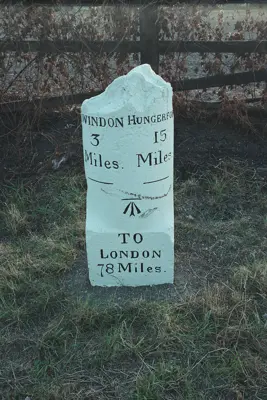 WINDON HUNGERFO
3 15
Miles. Miles.
TO
LONDON
78 Miles.